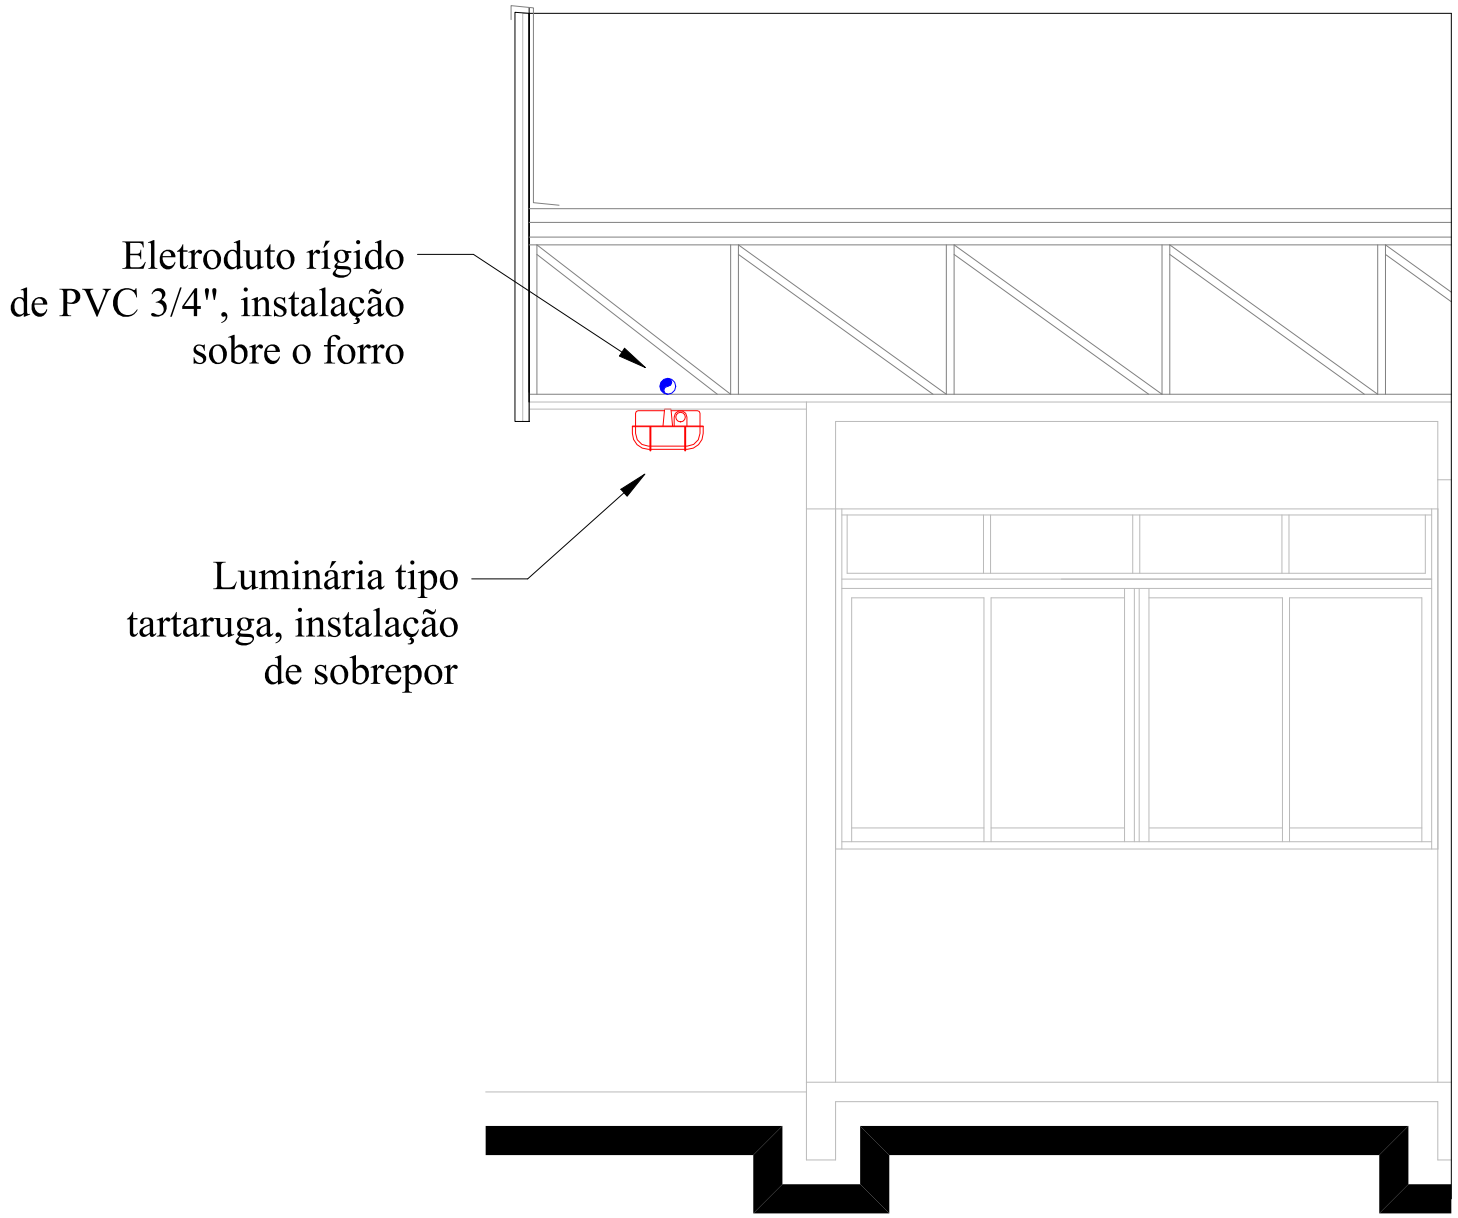 Eletroduto rígido
de PVC 3/4", instalação
sobre o forro
Luminária tipo
tartaruga, instalação
de sobrepor